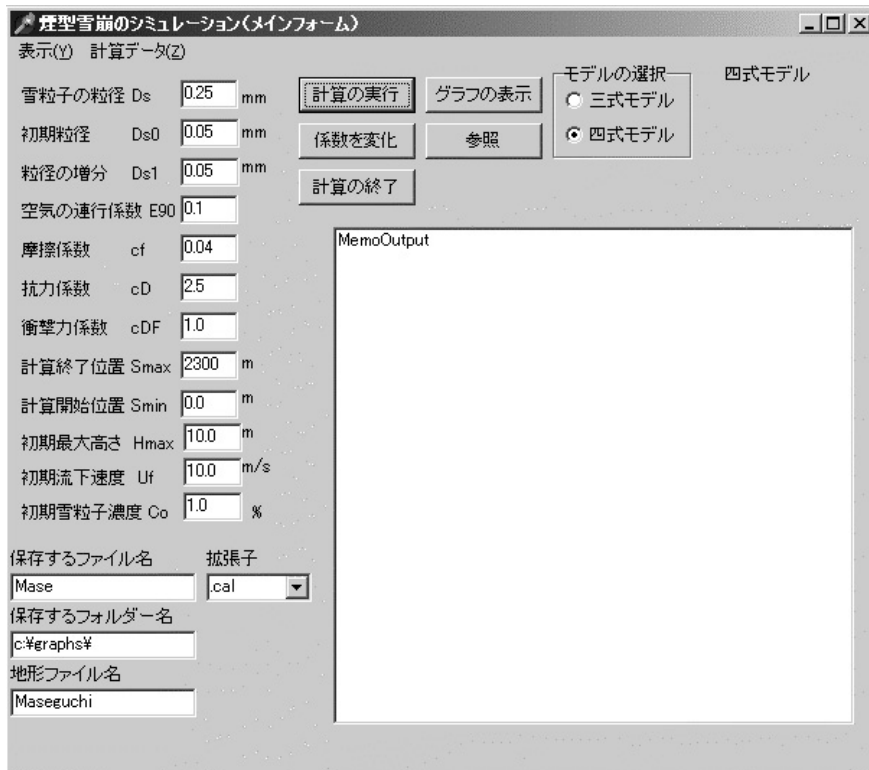 煙型雪崩のシミュレーション(メインフォーム)
表示(Y) 計算データ(Z)
雪粒子の粒径 Ds 0.25 mm
初期粒径 Ds0 0.05 mm
粒径の増分 Ds1 0.05 mm
空気の連行係数 E90 0.1
摩擦係数 cf 0.04
抗力係数 cD 2.5
衝撃力係数 cDF 1.0
計算終了位置 Smax 2300 m
計算開始位置 Smin 0.0 m
初期最大高さ Hmax 10.0 m
初期流下速度 Uf 10.0 m/s
初期雪粒子濃度 Co 1.0 %
計算の実行 グラフの表示
係数を変化 参照
計算の終了
モデルの選択
三式モデル
四式モデル
四式モデル
MemoOutput
保存するファイル名 拡張子
Mase .cal
保存するフォルダー名
c:¥graphs¥
地形ファイル名
Maseguchi